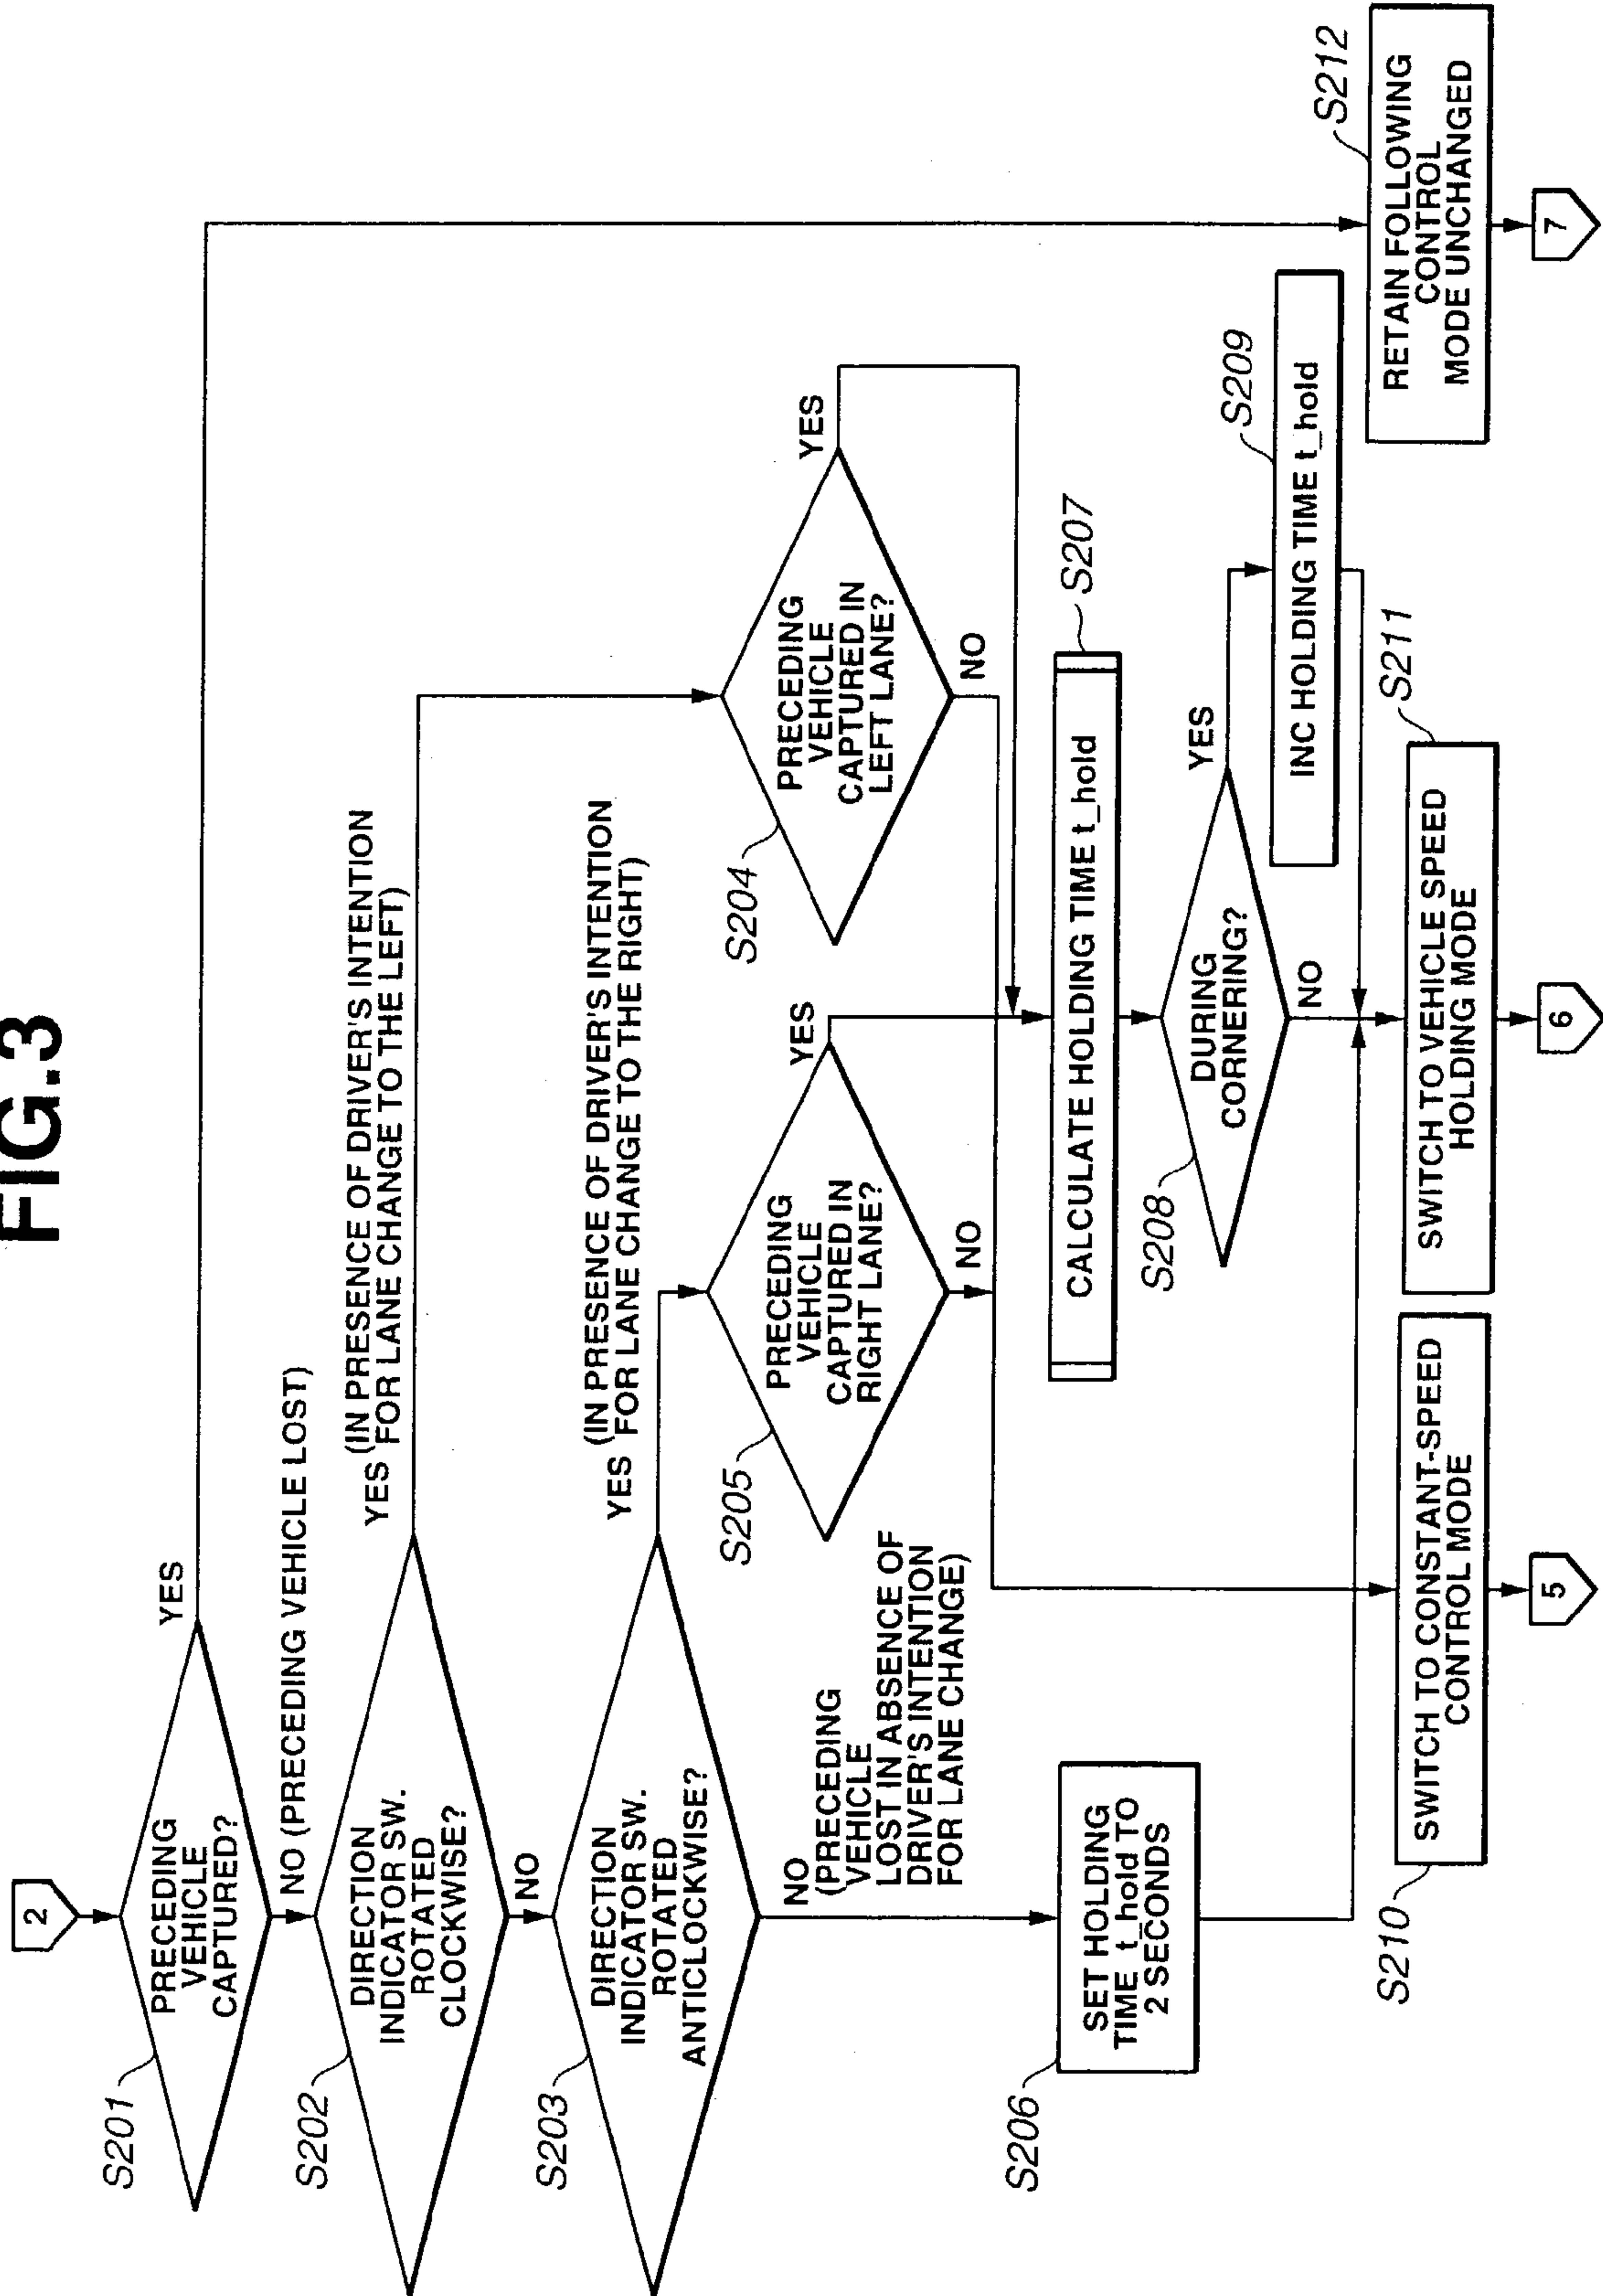 FIG.3
2
S201
PRECEDING
VEHICLE
CAPTURED?
YES
NO (PRECEDING VEHICLE LOST)
S202
DIRECTION
INDICATOR SW.
ROTATED
CLOCKWISE?
YES (IN PRESENCE OF DRIVER'S INTENTION
FOR LANE CHANGE TO THE LEFT)
NO
S203
DIRECTION
INDICATOR SW.
ROTATED
ANTICLOCKWISE?
YES (IN PRESENCE OF DRIVER'S INTENTION
FOR LANE CHANGE TO THE RIGHT)
NO
(PRECEDING
VEHICLE
LOST IN ABSENCE OF
DRIVER'S INTENTION
FOR LANE CHANGE)
S205
PRECEDING
VEHICLE
CAPTURED IN
RIGHT LANE?
YES
NO
S204
PRECEDING
VEHICLE
CAPTURED IN
LEFT LANE?
YES
NO
S206
SET HOLDING
TIME t_hold TO
2 SECONDS
S207
CALCULATE HOLDING TIME t_hold
S208
DURING
CORNERING?
YES
NO
S209
INC HOLDING TIME t_hold
S210
SWITCH TO CONSTANT-SPEED
CONTROL MODE
5
S211
SWITCH TO VEHICLE SPEED
HOLDING MODE
6
S212
RETAIN FOLLOWING
CONTROL
MODE UNCHANGED
7